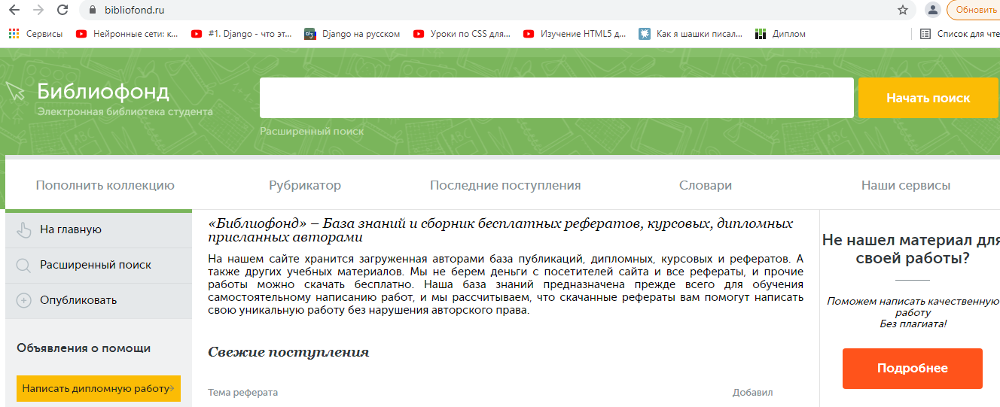 bibliofond.ru
Обновить
Сервисы
Нейронные сети: к...
#1. Django - что эт...
Django на русском
Уроки по CSS для...
Изучение HTML5 д...
Как я шашки писал...
Диплом
Список для чте
Библиофонд
Электронная библиотека студента
Начать поиск
Расширенный поиск
Пополнить коллекцию
Рубрикатор
Последние поступления
Словари
Наши сервисы
На главную
Расширенный поиск
Опубликовать
Объявления о помощи
Написать дипломную работу
«Библиофонд» – База знаний и сборник бесплатных рефератов, курсовых, дипломных
присланных авторами
На нашем сайте хранится загруженная авторами база публикаций, дипломных, курсовых и рефератов. А
также других учебных материалов. Мы не берем деньги с посетителей сайта и все рефераты, и прочие
работы можно скачать бесплатно. Наша база знаний предназначена прежде всего для обучения
самостоятельному написанию работ, и мы рассчитываем, что скачанные рефераты вам помогут написать
свою уникальную работу без нарушения авторского права.
Свежие поступления
Тема реферата
Добавил
Не нашел материал для
своей работы?
Поможем написать качественную
работу
Без плагиата!
Подробнее